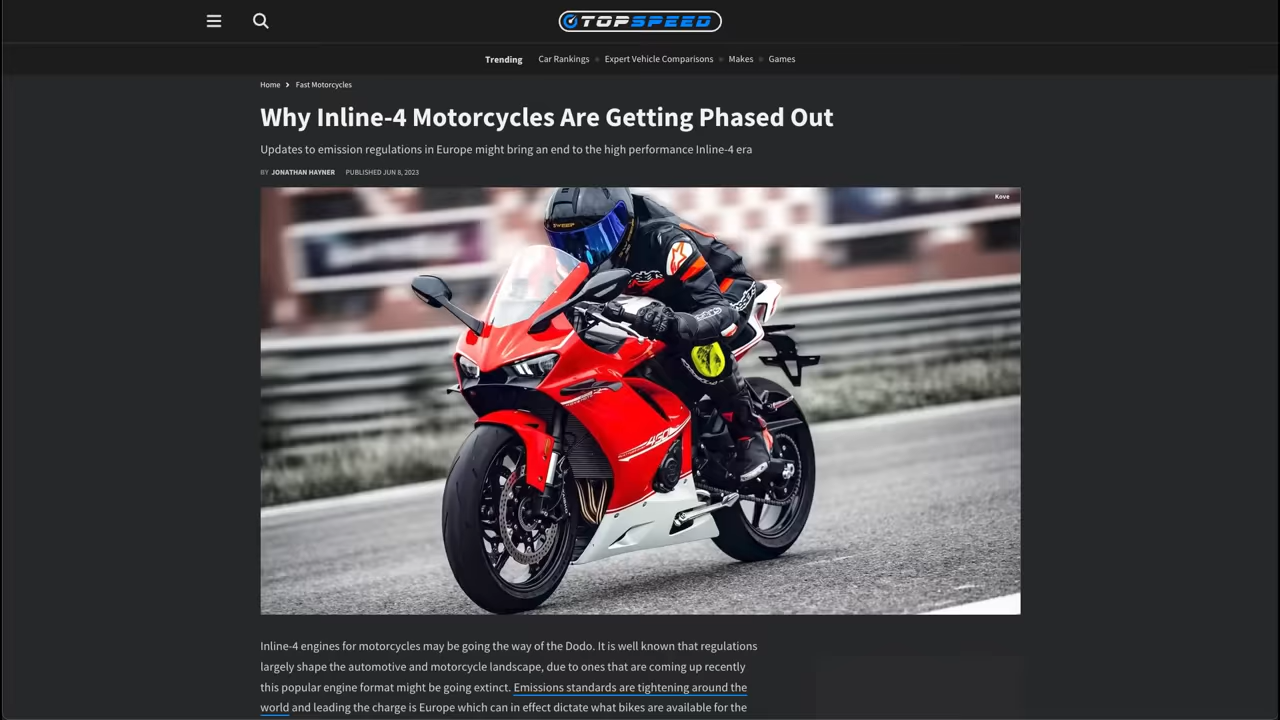 TOPSPEED
Trending Car Rankings Expert Vehicle Comparisons Makes Games
Home Fast Motorcycles
Why Inline-4 Motorcycles Are Getting Phased Out
Updates to emission regulations in Europe might bring an end to the high performance Inline-4 era
BY JONATHAN HAYNER PUBLISHED JUN 8, 2023
Kove
SWEEP
450
Inline-4 engines for motorcycles may be going the way of the Dodo. It is well known that regulations
largely shape the automotive and motorcycle landscape, due to ones that are coming up recently
this popular engine format might be going extinct. Emissions standards are tightening around the
world and leading the charge is Europe which can in effect dictate what bikes are available for the